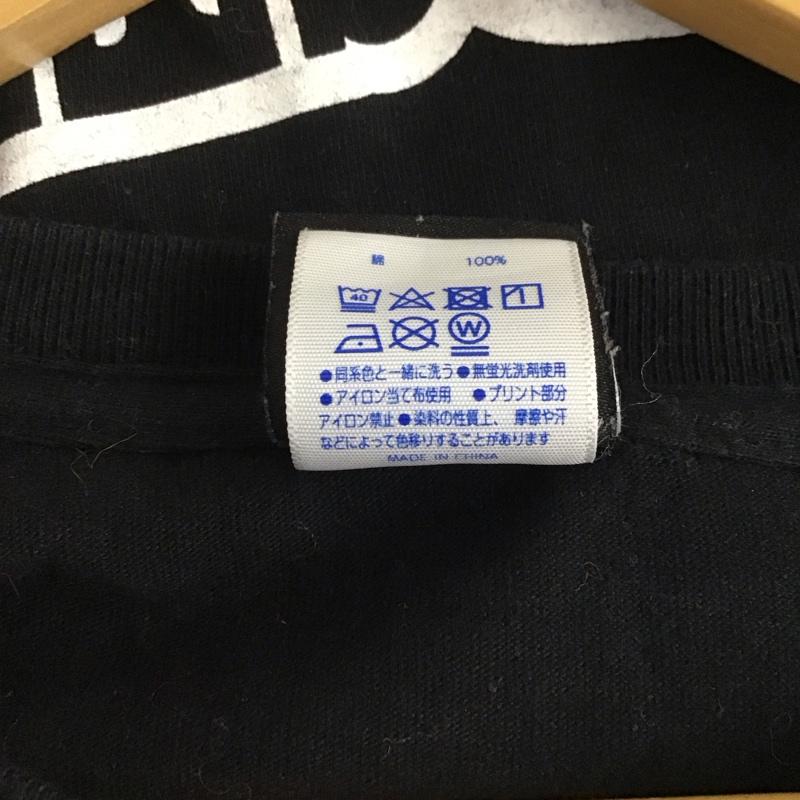 綿 100%
40
W
●同系色と一緒に洗う●無蛍光洗剤使用
●アイロン当て布使用 ●プリント部分
アイロン禁止●染料の性質上、摩擦や汗
などによって色移りすることがあります
MADE IN CHINA